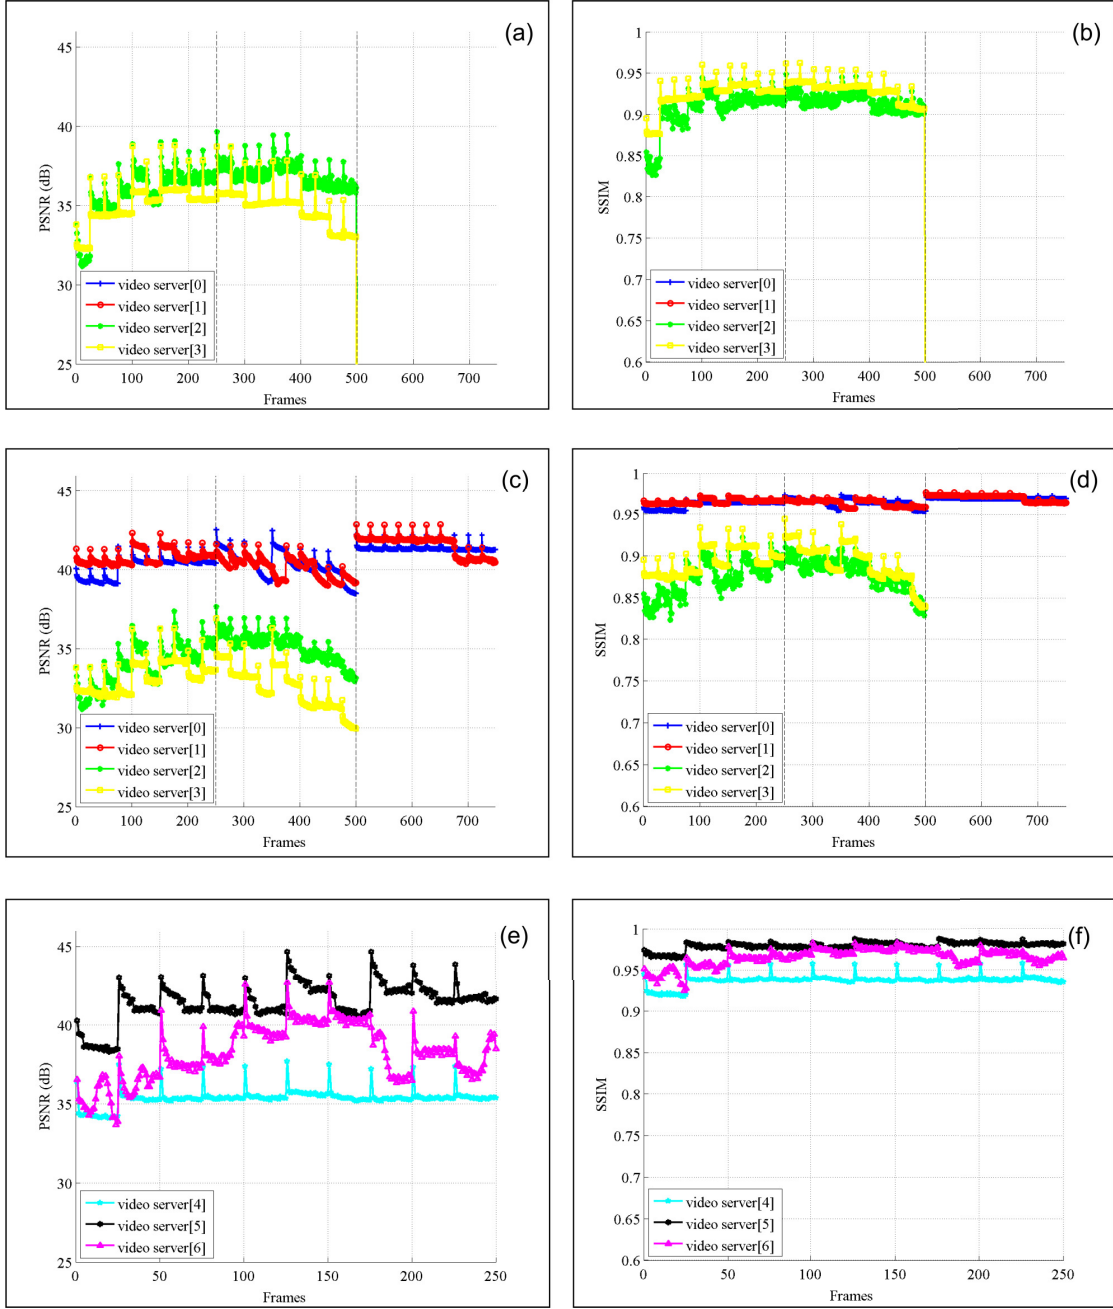 (a)
45
40
35
30
25
PSNR (dB)
video server[0]
video server[1]
video server[2]
video server[3]
0 100 200 300 400 500 600 700
Frames
(b)
1
0.95
0.9
0.85
0.8
0.75
0.7
0.65
0.6
SSIM
video server[0]
video server[1]
video server[2]
video server[3]
0 100 200 300 400 500 600 700
Frames
(c)
45
40
35
30
25
PSNR (dB)
video server[0]
video server[1]
video server[2]
video server[3]
0 100 200 300 400 500 600 700
Frames
(d)
1
0.95
0.9
0.85
0.8
0.75
0.7
0.65
0.6
SSIM
video server[0]
video server[1]
video server[2]
video server[3]
0 100 200 300 400 500 600 700
Frames
(e)
45
40
35
30
25
PSNR (dB)
video server[4]
video server[5]
video server[6]
0 50 100 150 200 250
Frames
(f)
1
0.95
0.9
0.85
0.8
0.75
0.7
0.65
0.6
SSIM
video server[4]
video server[5]
video server[6]
0 50 100 150 200 250
Frames